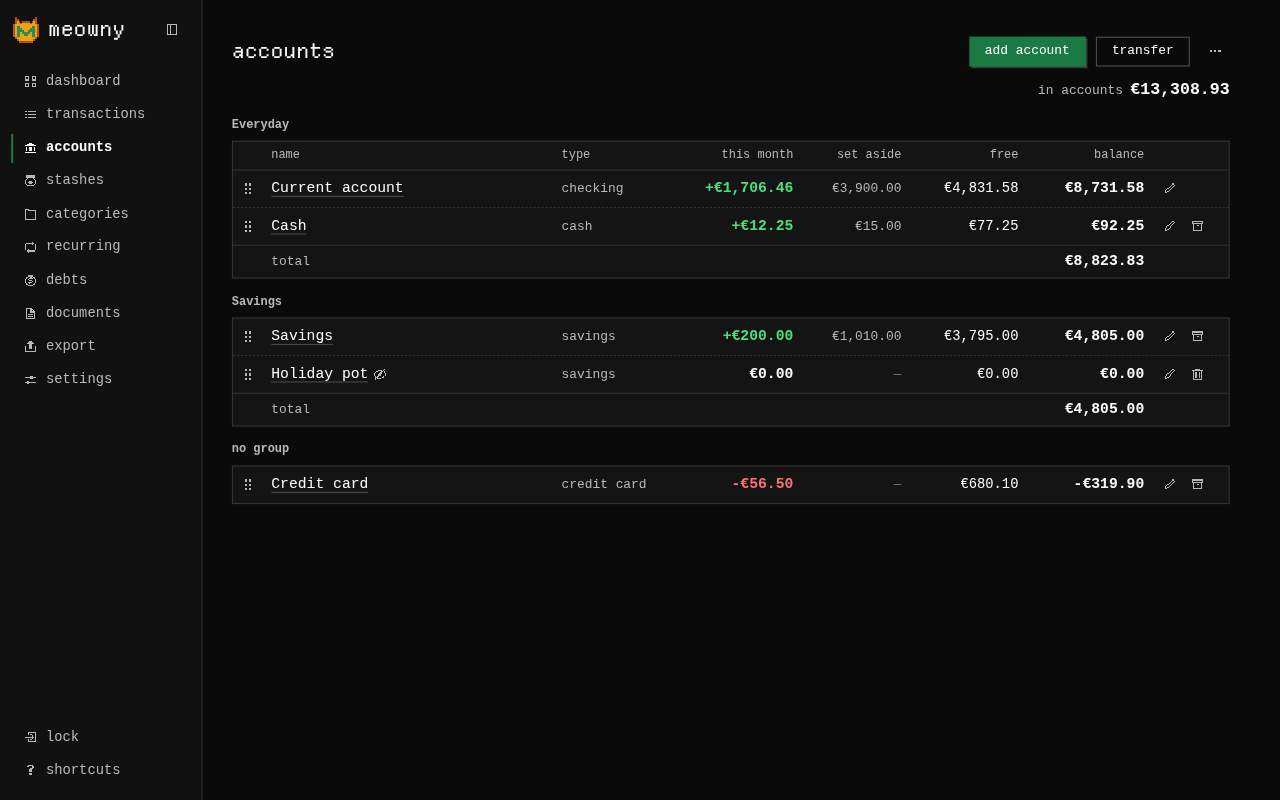 meowny
dashboard
transactions
accounts
stashes
categories
recurring
debts
documents
export
settings
lock
? shortcuts
accounts
add account
transfer
in accounts €13,308.93
Everyday
name type this month set aside free balance
Current account checking +€1,706.46 €3,900.00 €4,831.58 €8,731.58
Cash cash +€12.25 €15.00 €77.25 €92.25
total €8,823.83
Savings
Savings savings +€200.00 €1,010.00 €3,795.00 €4,805.00
Holiday pot savings €0.00 — €0.00 €0.00
total €4,805.00
no group
Credit card credit card -€56.50 — €680.10 -€319.90